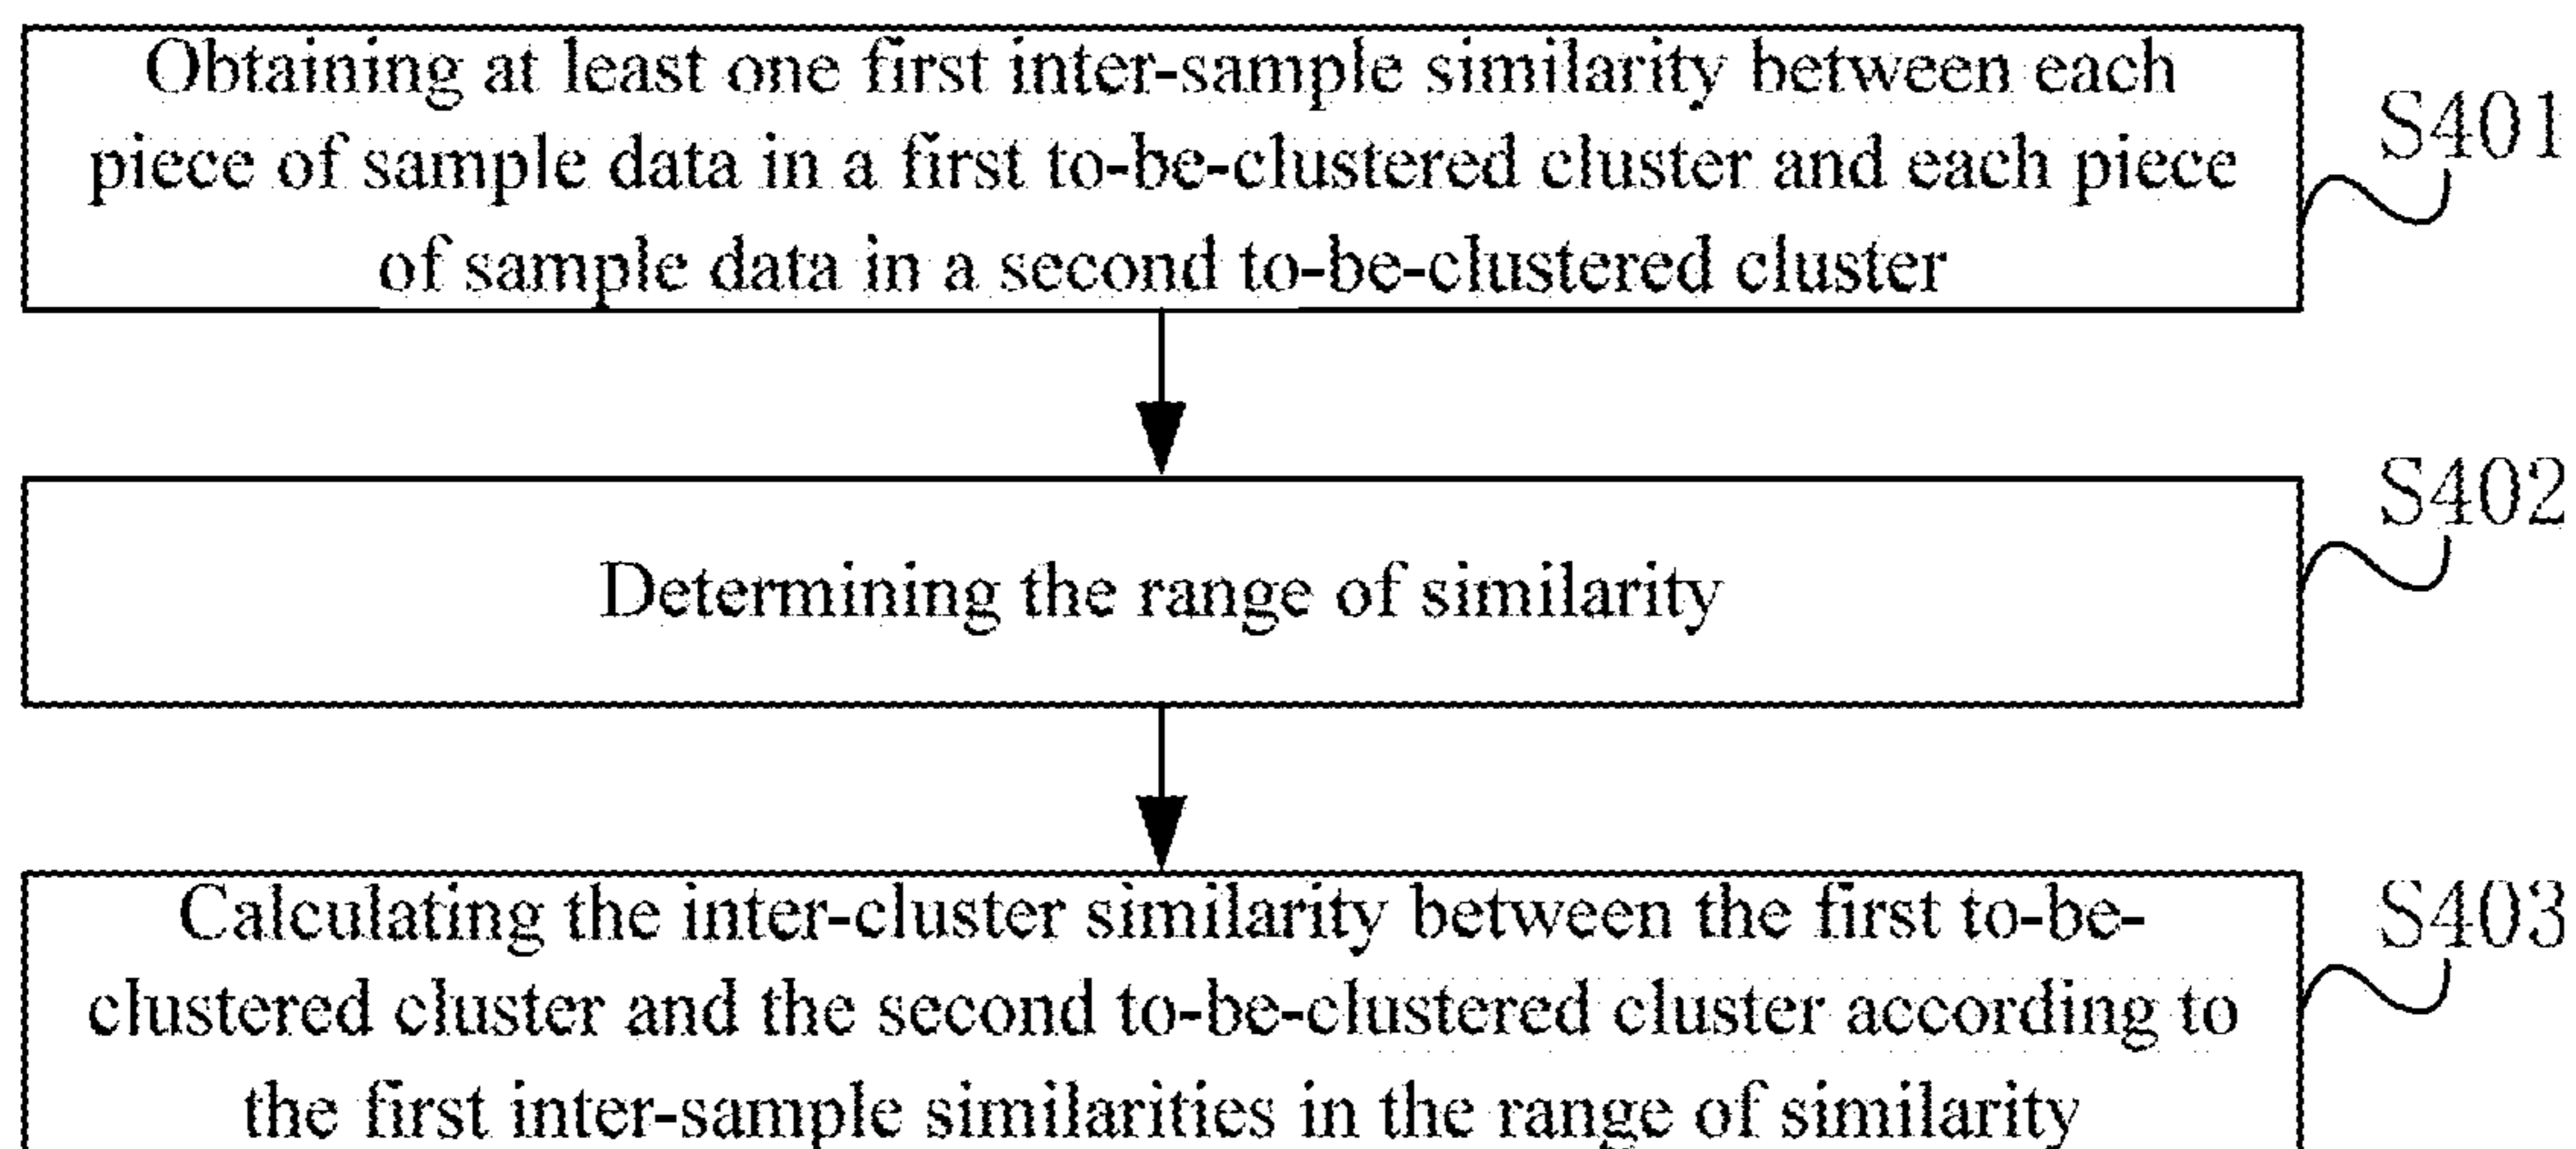 Obtaining at least one first inter-sample similarity between each
piece of sample data in a first to-be-clustered cluster and each piece
of sample data in a second to-be-clustered cluster
S401
Determining the range of similarity
S402
Calculating the inter-cluster similarity between the first to-be-
clustered cluster and the second to-be-clustered cluster according to
the first inter-sample similarities in the range of similarity
S403